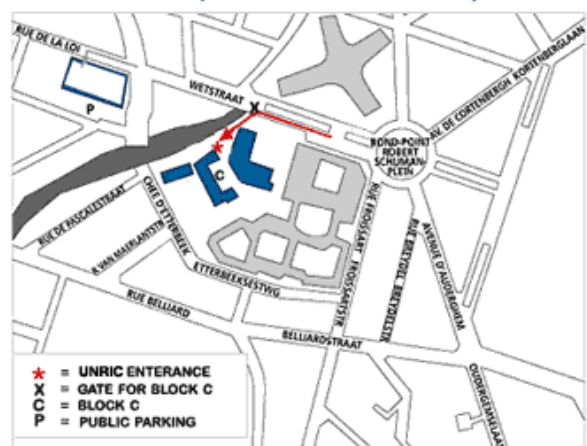 RUE DE LA LOI
WETSTRAAT
X
P
AV. DE CORTENBERGH KORTENBERGLAAN
ROND-POINT
ROBERT
SCHUMAN-
PLEIN
C
RUE DE PASCALESTRAAT
CHEE D'ETTERBEEK
R.VAN MAERLANTSTR
ETTERBEEKSESTWG
RUE FROISSART FROISSARTSTR
RUE BREYDEL BREYDELSTR
AVENUE D'AUDERGHEM
RUE BELLIARD
BELLIARDSTRAAT
OUDERGEMSELAAN
* = UNRIC ENTERANCE
X = GATE FOR BLOCK C
C = BLOCK C
P = PUBLIC PARKING